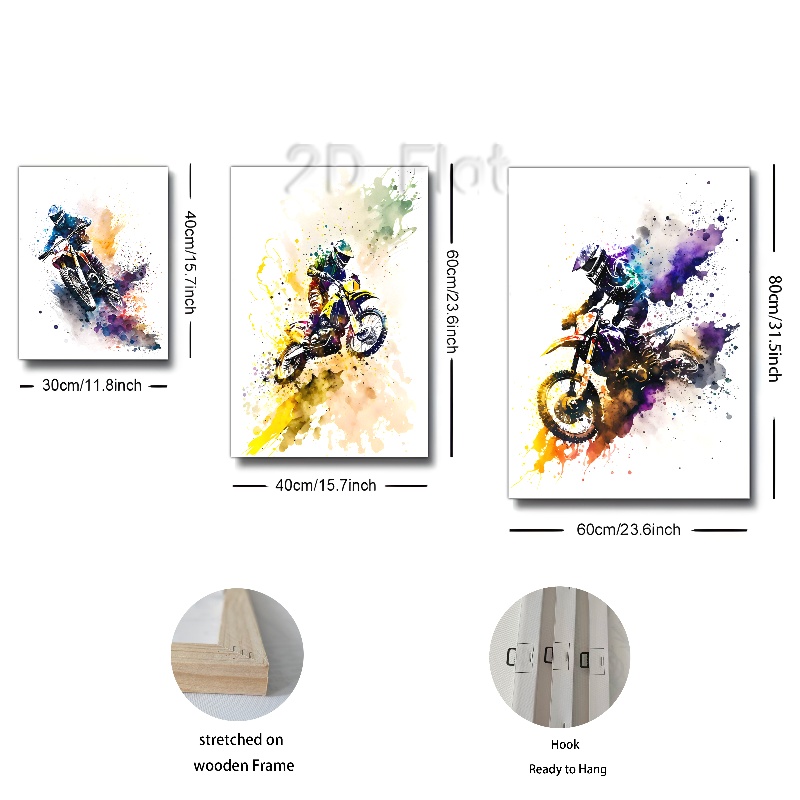 2D Flat
40cm/15.7inch
30cm/11.8inch
60cm/23.6inch
40cm/15.7inch
80cm/31.5inch
60cm/23.6inch
stretched on
wooden Frame
Hook
Ready to Hang